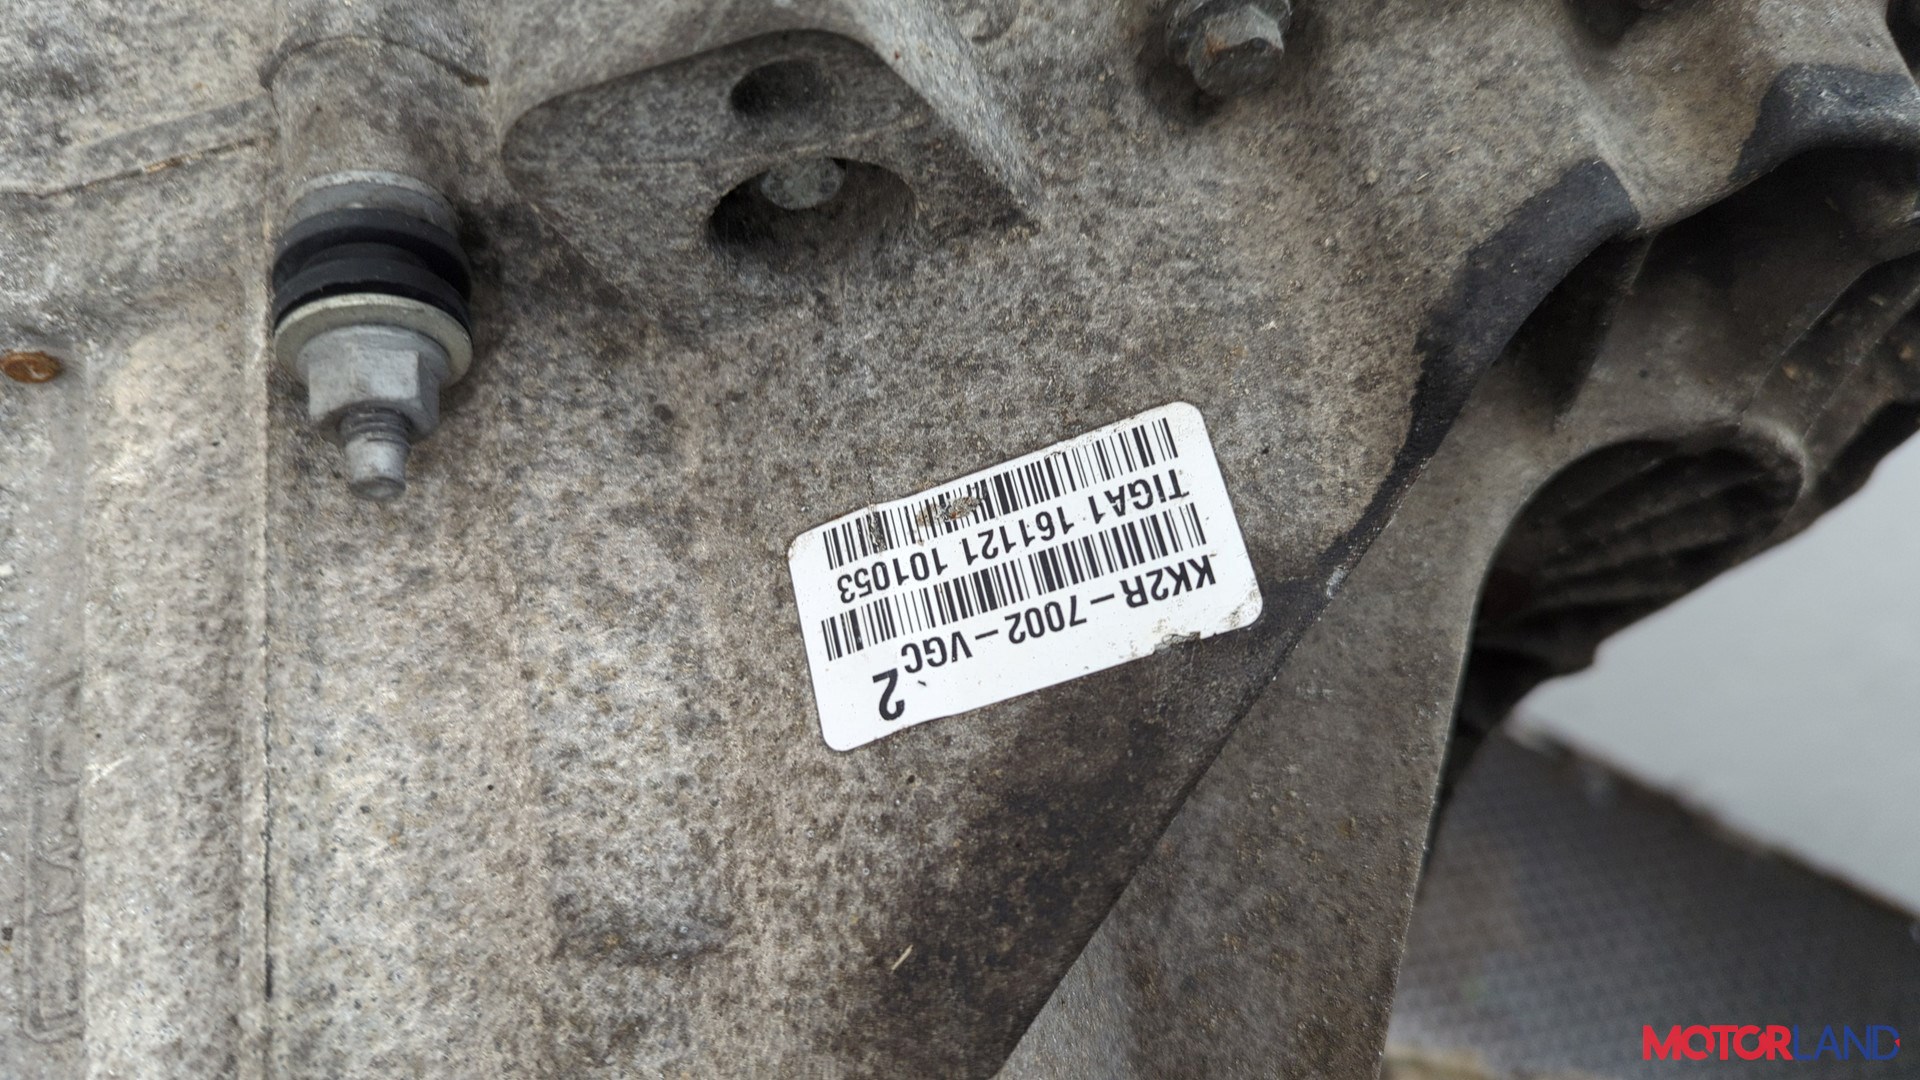 2
KK2R-7002-VGC
TIGA1 161121 101053
MOTORLAND